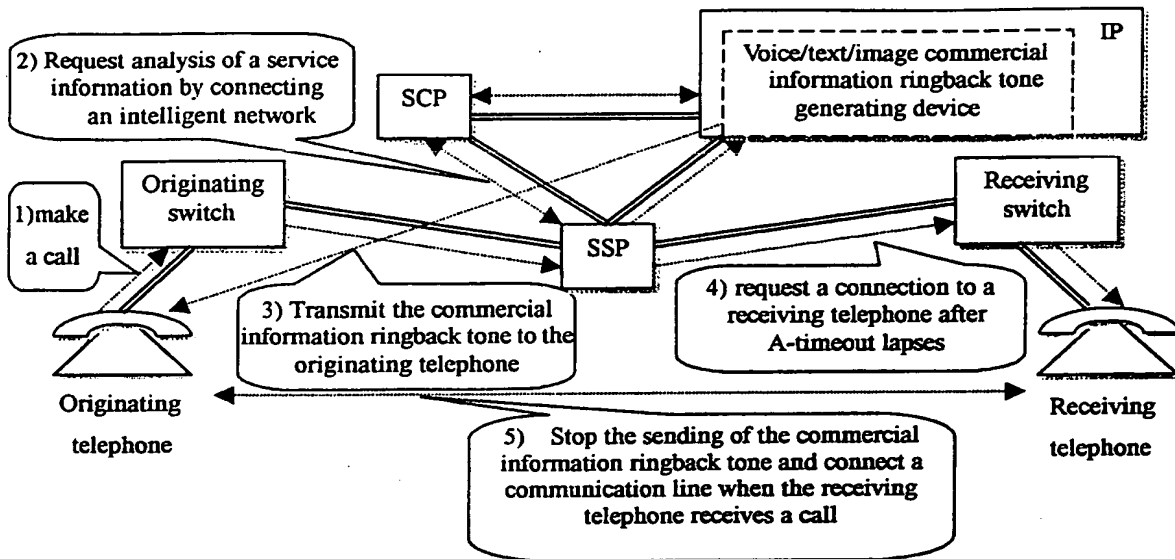 2) Request analysis of a service
information by connecting
an intelligent network
SCP
IP
Voice/text/image commercial
information ringback tone
generating device
1)make
a call
Originating
switch
SSP
Receiving
switch
3) Transmit the commercial
information ringback tone to the
originating telephone
4) request a connection to a
receiving telephone after
A-timeout lapses
Originating
telephone
Receiving
telephone
5) Stop the sending of the commercial
information ringback tone and connect a
communication line when the receiving
telephone receives a call